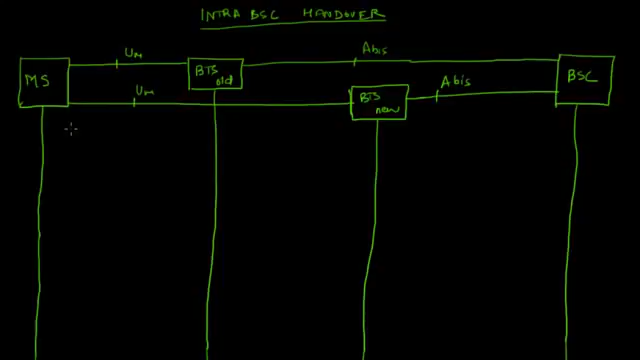 INTRA BSC HANDOVER
Um
Abis
MS
BTS
old
BSC
Um
BTS
new
Abis